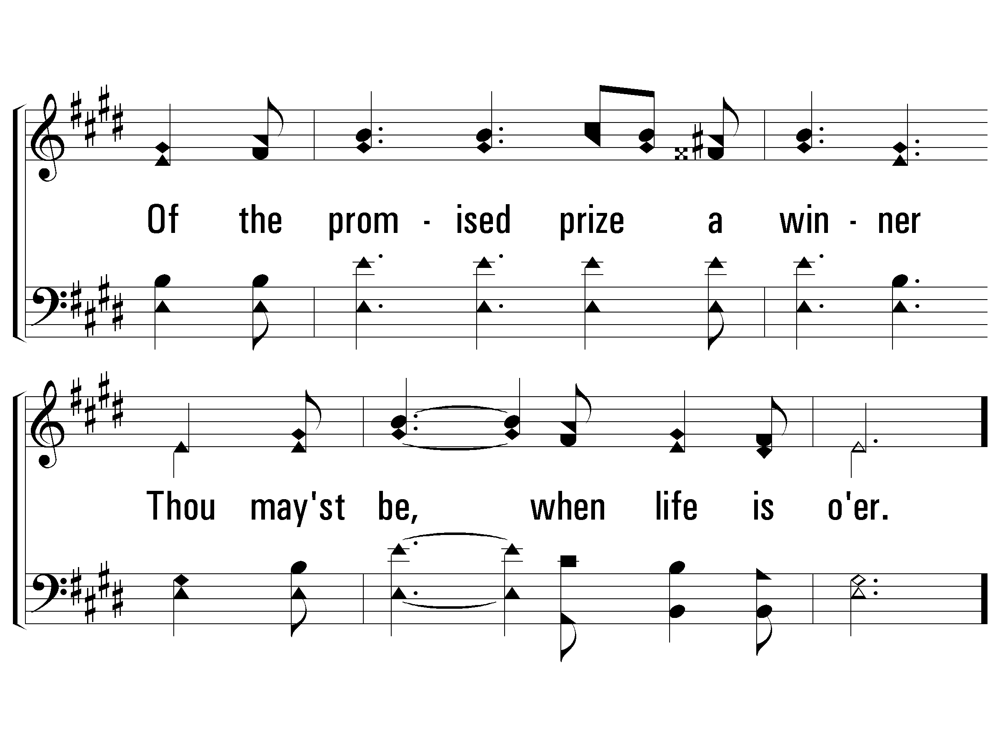 Of the prom - ised prize a win - ner
Thou may'st be, when life is o'er.